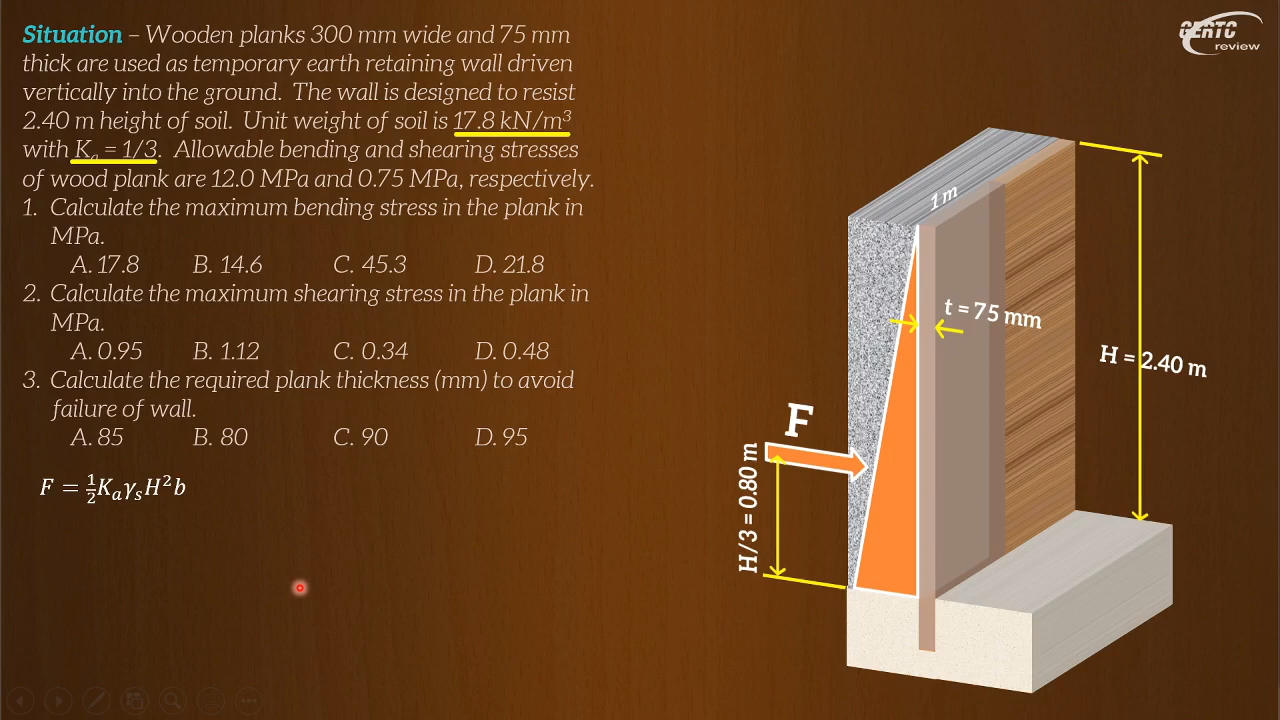 Situation – Wooden planks 300 mm wide and 75 mm
thick are used as temporary earth retaining wall driven
vertically into the ground. The wall is designed to resist
2.40 m height of soil. Unit weight of soil is 17.8 kN/m³
with Kₐ = 1/3. Allowable bending and shearing stresses
of wood plank are 12.0 MPa and 0.75 MPa, respectively.
1. Calculate the maximum bending stress in the plank in
MPa.
A. 17.8 B. 14.6 C. 45.3 D. 21.8
2. Calculate the maximum shearing stress in the plank in
MPa.
A. 0.95 B. 1.12 C. 0.34 D. 0.48
3. Calculate the required plank thickness (mm) to avoid
failure of wall.
A. 85 B. 80 C. 90 D. 95
F = ½KₐγₛH²b
GERTC
review
1 m
t = 75 mm
H = 2.40 m
F
H/3 = 0.80 m